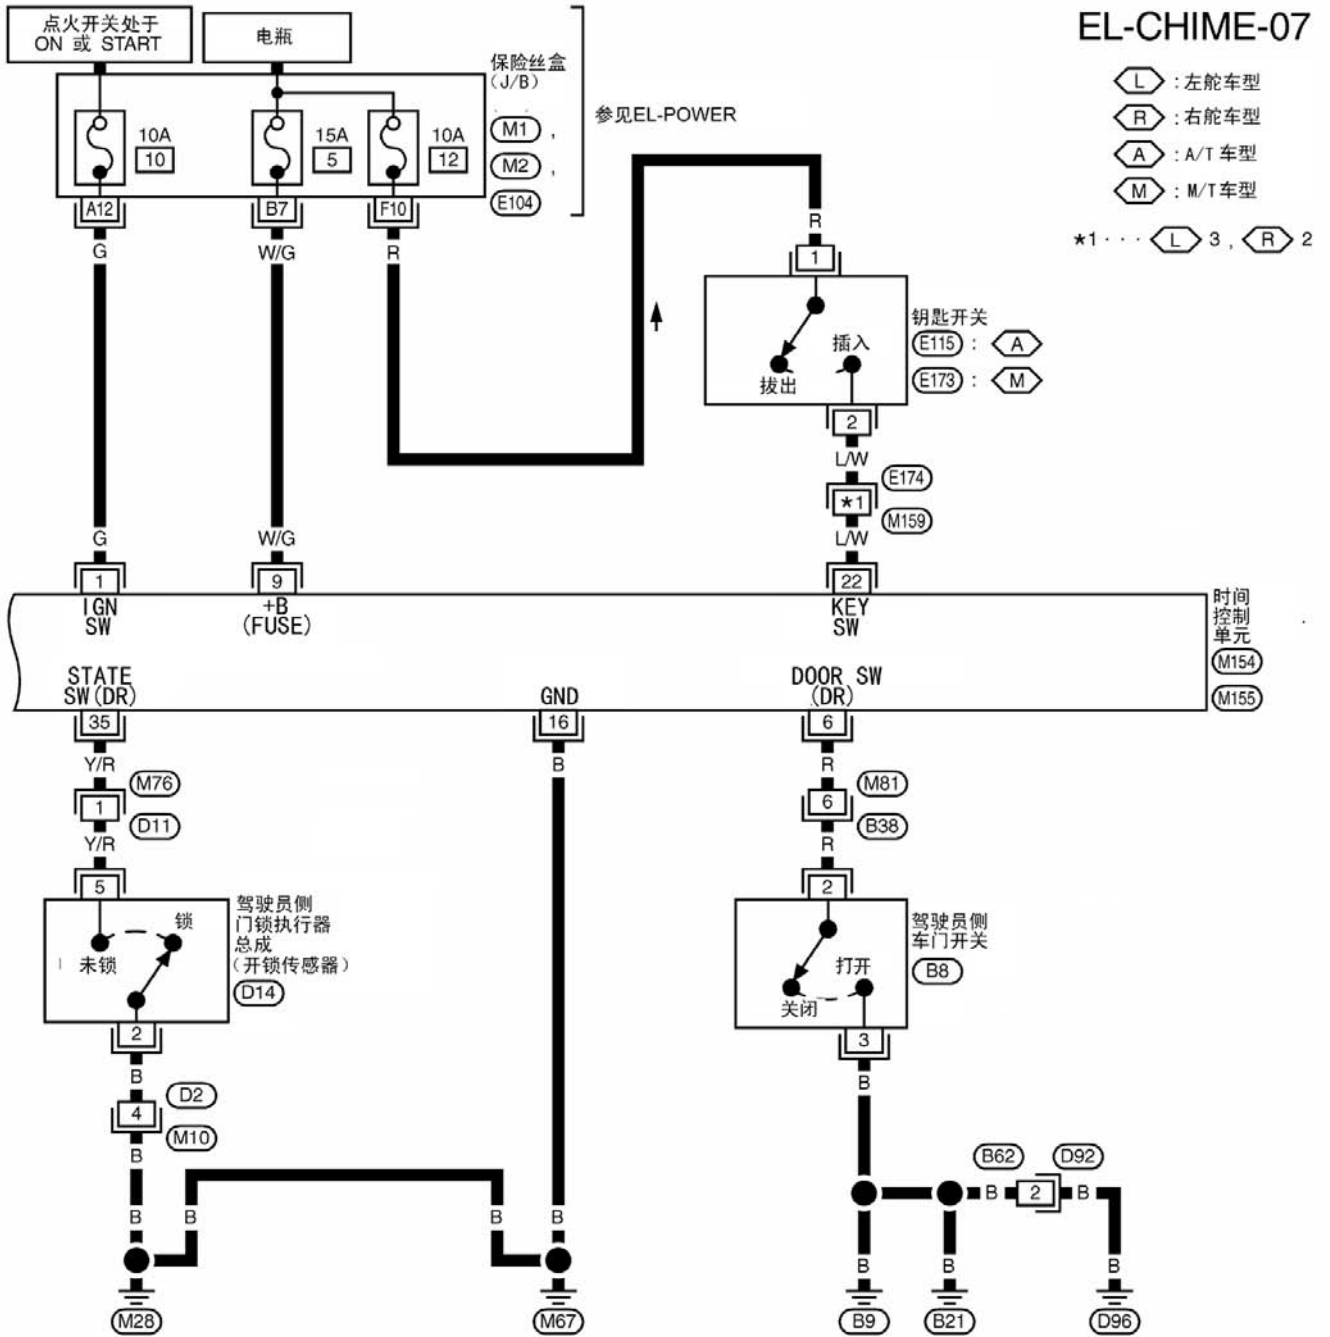 EL-CHIME-07
点火开关处于
ON 或 START
电瓶
保险丝盒
(J/B)
M1 ,
M2 ,
E104
参见EL-POWER
10A
10
15A
5
10A
12
A12
B7
F10
G
W/G
R
L : 左舵车型
R : 右舵车型
A : A/T 车型
M : M/T 车型
*1 · · · L 3 , R 2
R
1
钥匙开关
E115 : A
E173 : M
插入
拔出
2
L/W
E174
*1
M159
L/W
G
W/G
1
9
22
IGN
SW
+B
(FUSE)
KEY
SW
时间
控制
单元
M154
M155
STATE
SW(DR)
GND
DOOR SW
(DR)
35
16
6
Y/R
B
R
M76
1
D11
Y/R
5
M81
6
B38
R
2
锁
未锁
驾驶员侧
门锁执行器
总成
(开锁传感器)
D14
驾驶员侧
车门开关
B8
打开
关闭
2
B
D2
4
M10
B
3
B
B
B
B
B
B62
D92
B
2
B
B
B
B
M28
M67
B9
B21
D96